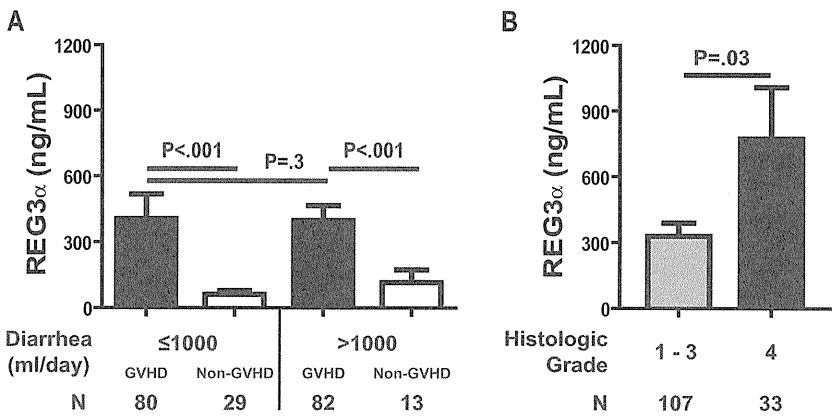 A
REG3α (ng/mL)
1200
900
600
300
0
P<.001
P=.3
P<.001
Diarrhea (ml/day)
≤1000
>1000
GVHD
Non-GVHD
GVHD
Non-GVHD
N
80
29
82
13
B
REG3α (ng/mL)
1200
900
600
300
0
P=.03
Histologic Grade
1 - 3
4
N
107
33